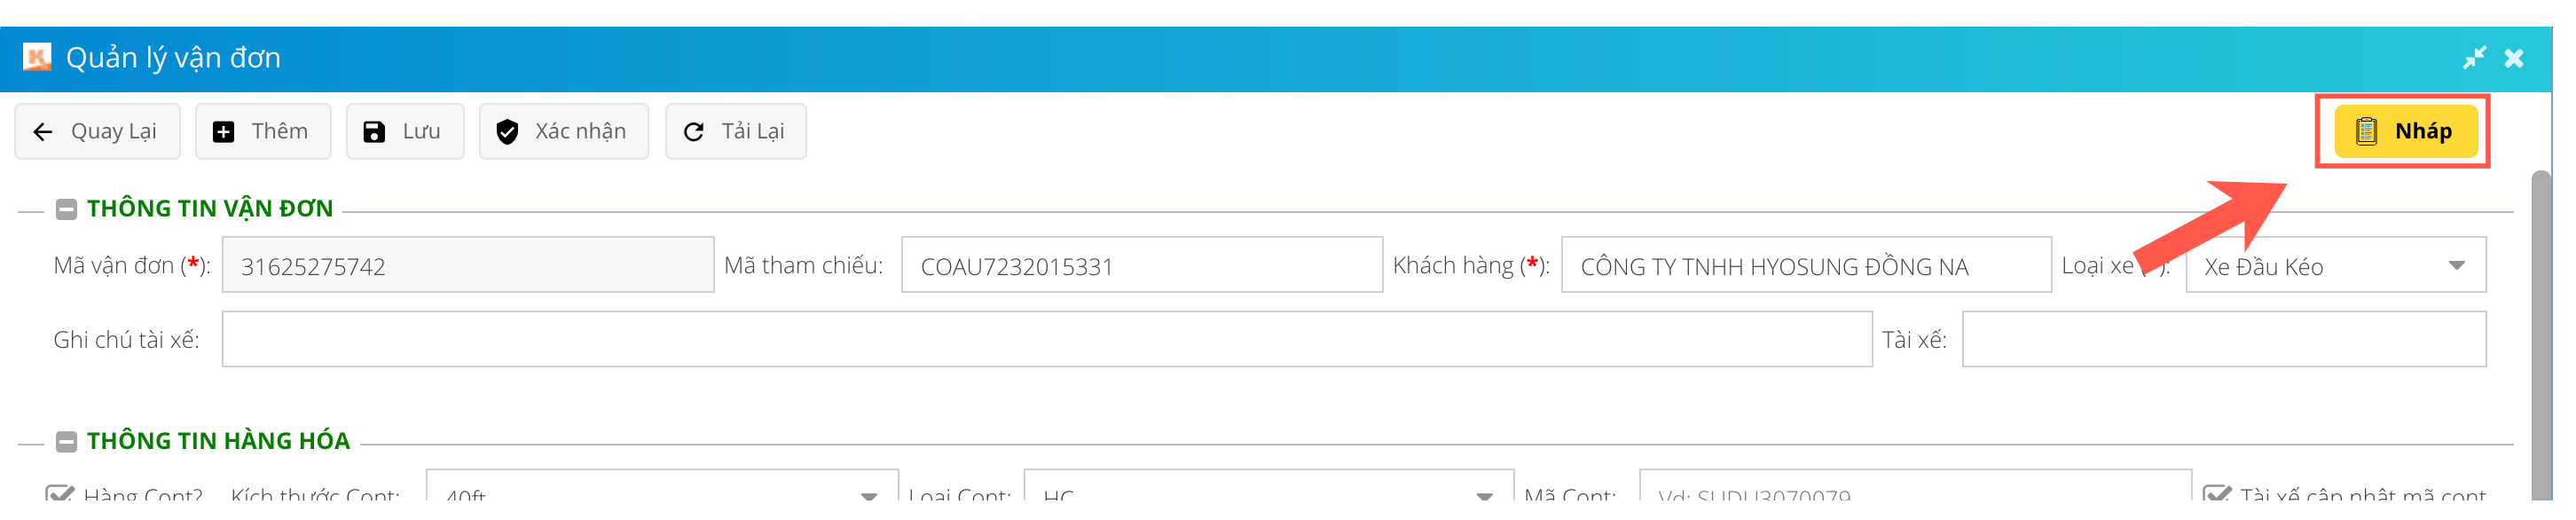 Quản lý vận đơn
Quay Lại Thêm Lưu Xác nhận Tải Lại Nháp
THÔNG TIN VẬN ĐƠN
Mã vận đơn (*): 31625275742 Mã tham chiếu: COAU7232015331 Khách hàng (*): CÔNG TY TNHH HYOSUNG ĐỒNG NA Loại xe (*): Xe Đầu Kéo
Ghi chú tài xế: Tài xế:
THÔNG TIN HÀNG HÓA
Hàng Cont? Kích thước Cont: 40ft Loại Cont: HC Mã Cont: Vd: SUDU3070079 Tài xế cập nhật mã cont